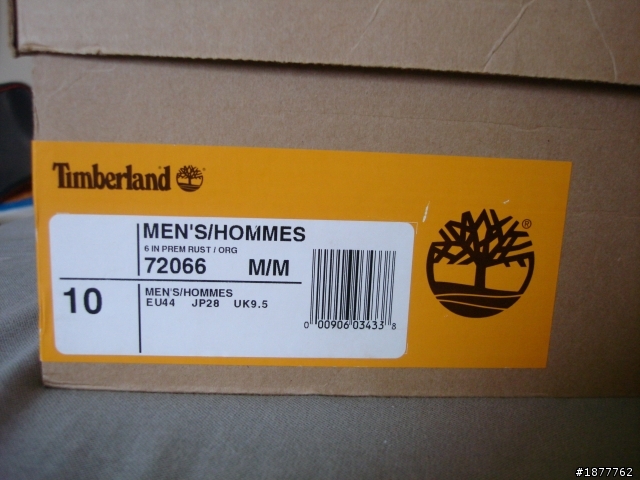 Timberland
MEN'S/HOMMES
6 IN PREM RUST / ORG
72066 M/M
10
MEN'S/HOMMES
EU44 JP28 UK9.5
0 00906 03433 8
®
#1877762